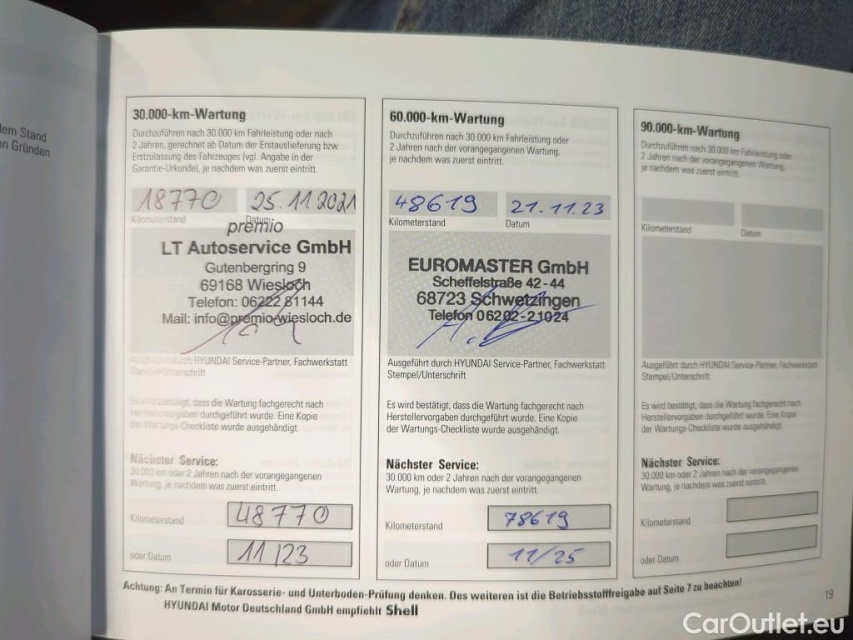 lem Stand
en Gründen
30.000-km-Wartung
Durchzuführen nach 30.000 km Fahrleistung oder nach
2 Jahren, gerechnet ab Datum der Erstauslieferung bzw.
Erstzulassung des Fahrzeuges (vgl. Angabe in der
Garantie-Urkunde), je nachdem was zuerst eintritt.
18770 25.11.2021
Kilometerstand Datum
premio
LT Autoservice GmbH
Gutenbergring 9
69168 Wiesloch
Telefon: 06222 81144
Mail: info@premio-wiesloch.de
Ausgeführt durch HYUNDAI Service-Partner, Fachwerkstatt
Stempel/Unterschrift
Es wird bestätigt, dass die Wartung fachgerecht nach
Herstellervorgaben durchgeführt wurde. Eine Kopie
der Wartungs-Checkliste wurde ausgehändigt.
Nächster Service:
30.000 km oder 2 Jahren nach der vorangegangenen
Wartung, je nachdem was zuerst eintritt.
Kilometerstand 48770
oder Datum 11/23
60.000-km-Wartung
Durchzuführen nach 30.000 km Fahrleistung oder
2 Jahren nach der vorangegangenen Wartung,
je nachdem was zuerst eintritt.
48619 21.11.23
Kilometerstand Datum
EUROMASTER GmbH
Scheffelstraße 42-44
68723 Schwetzingen
Telefon 06202-21024
Ausgeführt durch HYUNDAI Service-Partner, Fachwerkstatt
Stempel/Unterschrift
Es wird bestätigt, dass die Wartung fachgerecht nach
Herstellervorgaben durchgeführt wurde. Eine Kopie
der Wartungs-Checkliste wurde ausgehändigt.
Nächster Service:
30.000 km oder 2 Jahren nach der vorangegangenen
Wartung, je nachdem was zuerst eintritt.
Kilometerstand 78619
oder Datum 11/25
90.000-km-Wartung
Durchzuführen nach 30.000 km Fahrleistung oder
2 Jahren nach der vorangegangenen Wartung,
je nachdem was zuerst eintritt.
Kilometerstand Datum
Ausgeführt durch HYUNDAI Service-Partner, Fachwerkstatt
Stempel/Unterschrift
Es wird bestätigt, dass die Wartung fachgerecht nach
Herstellervorgaben durchgeführt wurde. Eine Kopie
der Wartungs-Checkliste wurde ausgehändigt.
Nächster Service:
30.000 km oder 2 Jahren nach der vorangegangenen
Wartung, je nachdem was zuerst eintritt.
Kilometerstand
oder Datum
Achtung: An Termin für Karosserie- und Unterboden-Prüfung denken. Des weiteren ist die Betriebsstofffreigabe auf Seite 7 zu beachten!
HYUNDAI Motor Deutschland GmbH empfiehlt Shell
19
CarOutlet.eu